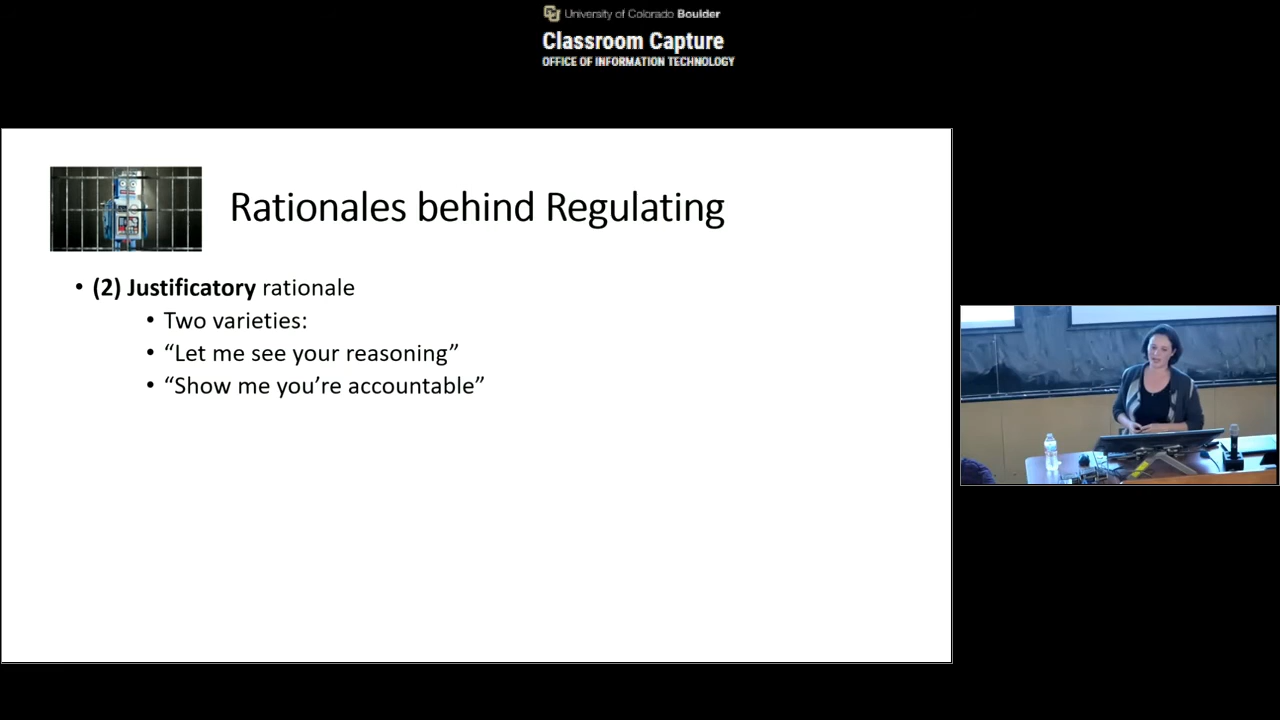 University of Colorado Boulder
Classroom Capture
OFFICE OF INFORMATION TECHNOLOGY
Rationales behind Regulating
• (2) Justificatory rationale
• Two varieties:
• “Let me see your reasoning”
• “Show me you’re accountable”